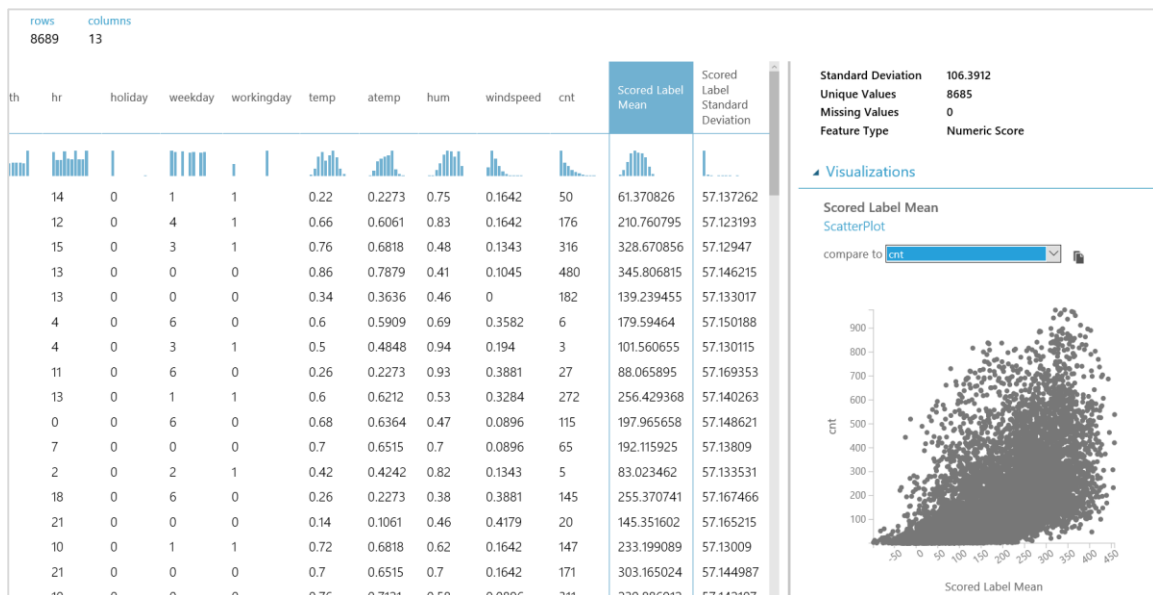 rows columns
8689 13
th hr holiday weekday workingday temp atemp hum windspeed cnt Scored Label Mean Scored Label Standard Deviation
14 0 1 1 0.22 0.2273 0.75 0.1642 50 61.370826 57.137262
12 0 4 1 0.66 0.6061 0.83 0.1642 176 210.760795 57.123193
15 0 3 1 0.76 0.6818 0.48 0.1343 316 328.670856 57.12947
13 0 0 0 0.86 0.7879 0.41 0.1045 480 345.806815 57.146215
13 0 0 0 0.34 0.3636 0.46 0 182 139.239455 57.133017
4 0 6 0 0.6 0.5909 0.69 0.3582 6 179.59464 57.150188
4 0 3 1 0.5 0.4848 0.94 0.194 3 101.560655 57.130115
11 0 6 0 0.26 0.2273 0.93 0.3881 27 88.065895 57.169353
13 0 1 1 0.6 0.6212 0.53 0.3284 272 256.429368 57.140263
0 0 6 0 0.68 0.6364 0.47 0.0896 115 197.965658 57.148621
7 0 0 0 0.7 0.6515 0.7 0.0896 65 192.115925 57.13809
2 0 2 1 0.42 0.4242 0.82 0.1343 5 83.023462 57.133531
18 0 6 0 0.26 0.2273 0.38 0.3881 145 255.370741 57.167466
21 0 0 0 0.14 0.1061 0.46 0.4179 20 145.351602 57.165215
10 0 1 1 0.72 0.6818 0.62 0.1642 147 233.199089 57.13009
21 0 0 0 0.7 0.6515 0.7 0.1642 171 303.165024 57.144987
Standard Deviation 106.3912
Unique Values 8685
Missing Values 0
Feature Type Numeric Score
Visualizations
Scored Label Mean
ScatterPlot
compare to cnt
900
800
700
600
500
400
300
200
100
cnt
-50 0 50 100 150 200 250 300 350 400 450
Scored Label Mean